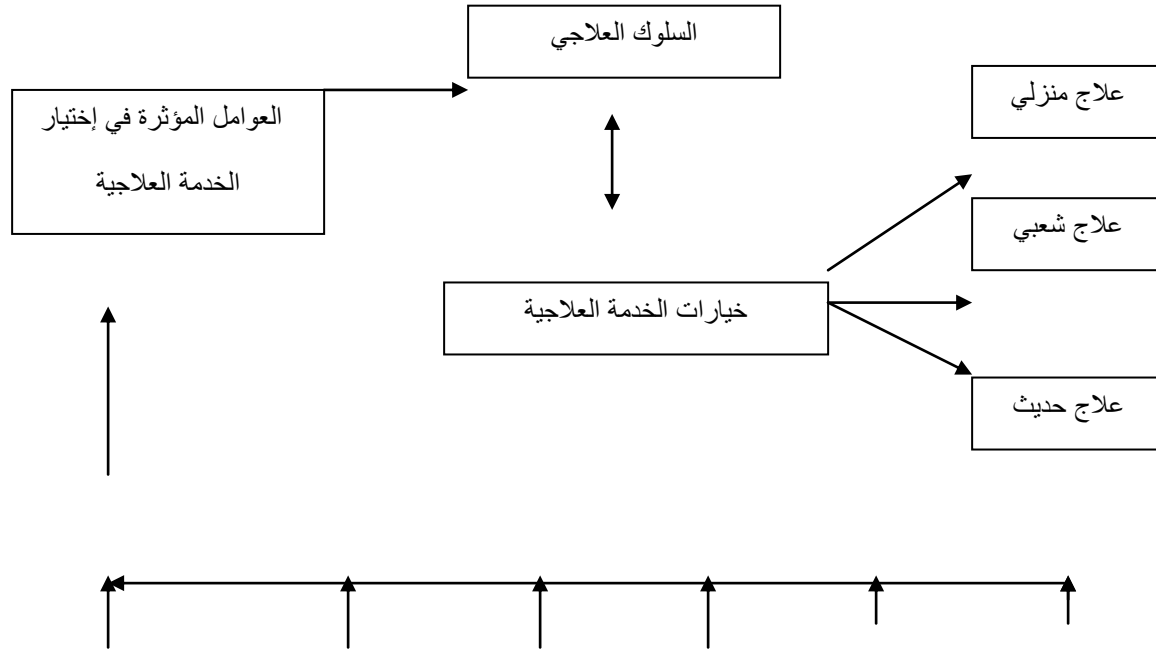 السلوك العلاجي
علاج منزلي
العوامل المؤثرة في إختيار
الخدمة العلاجية
علاج شعبي
خيارات الخدمة العلاجية
علاج حديث